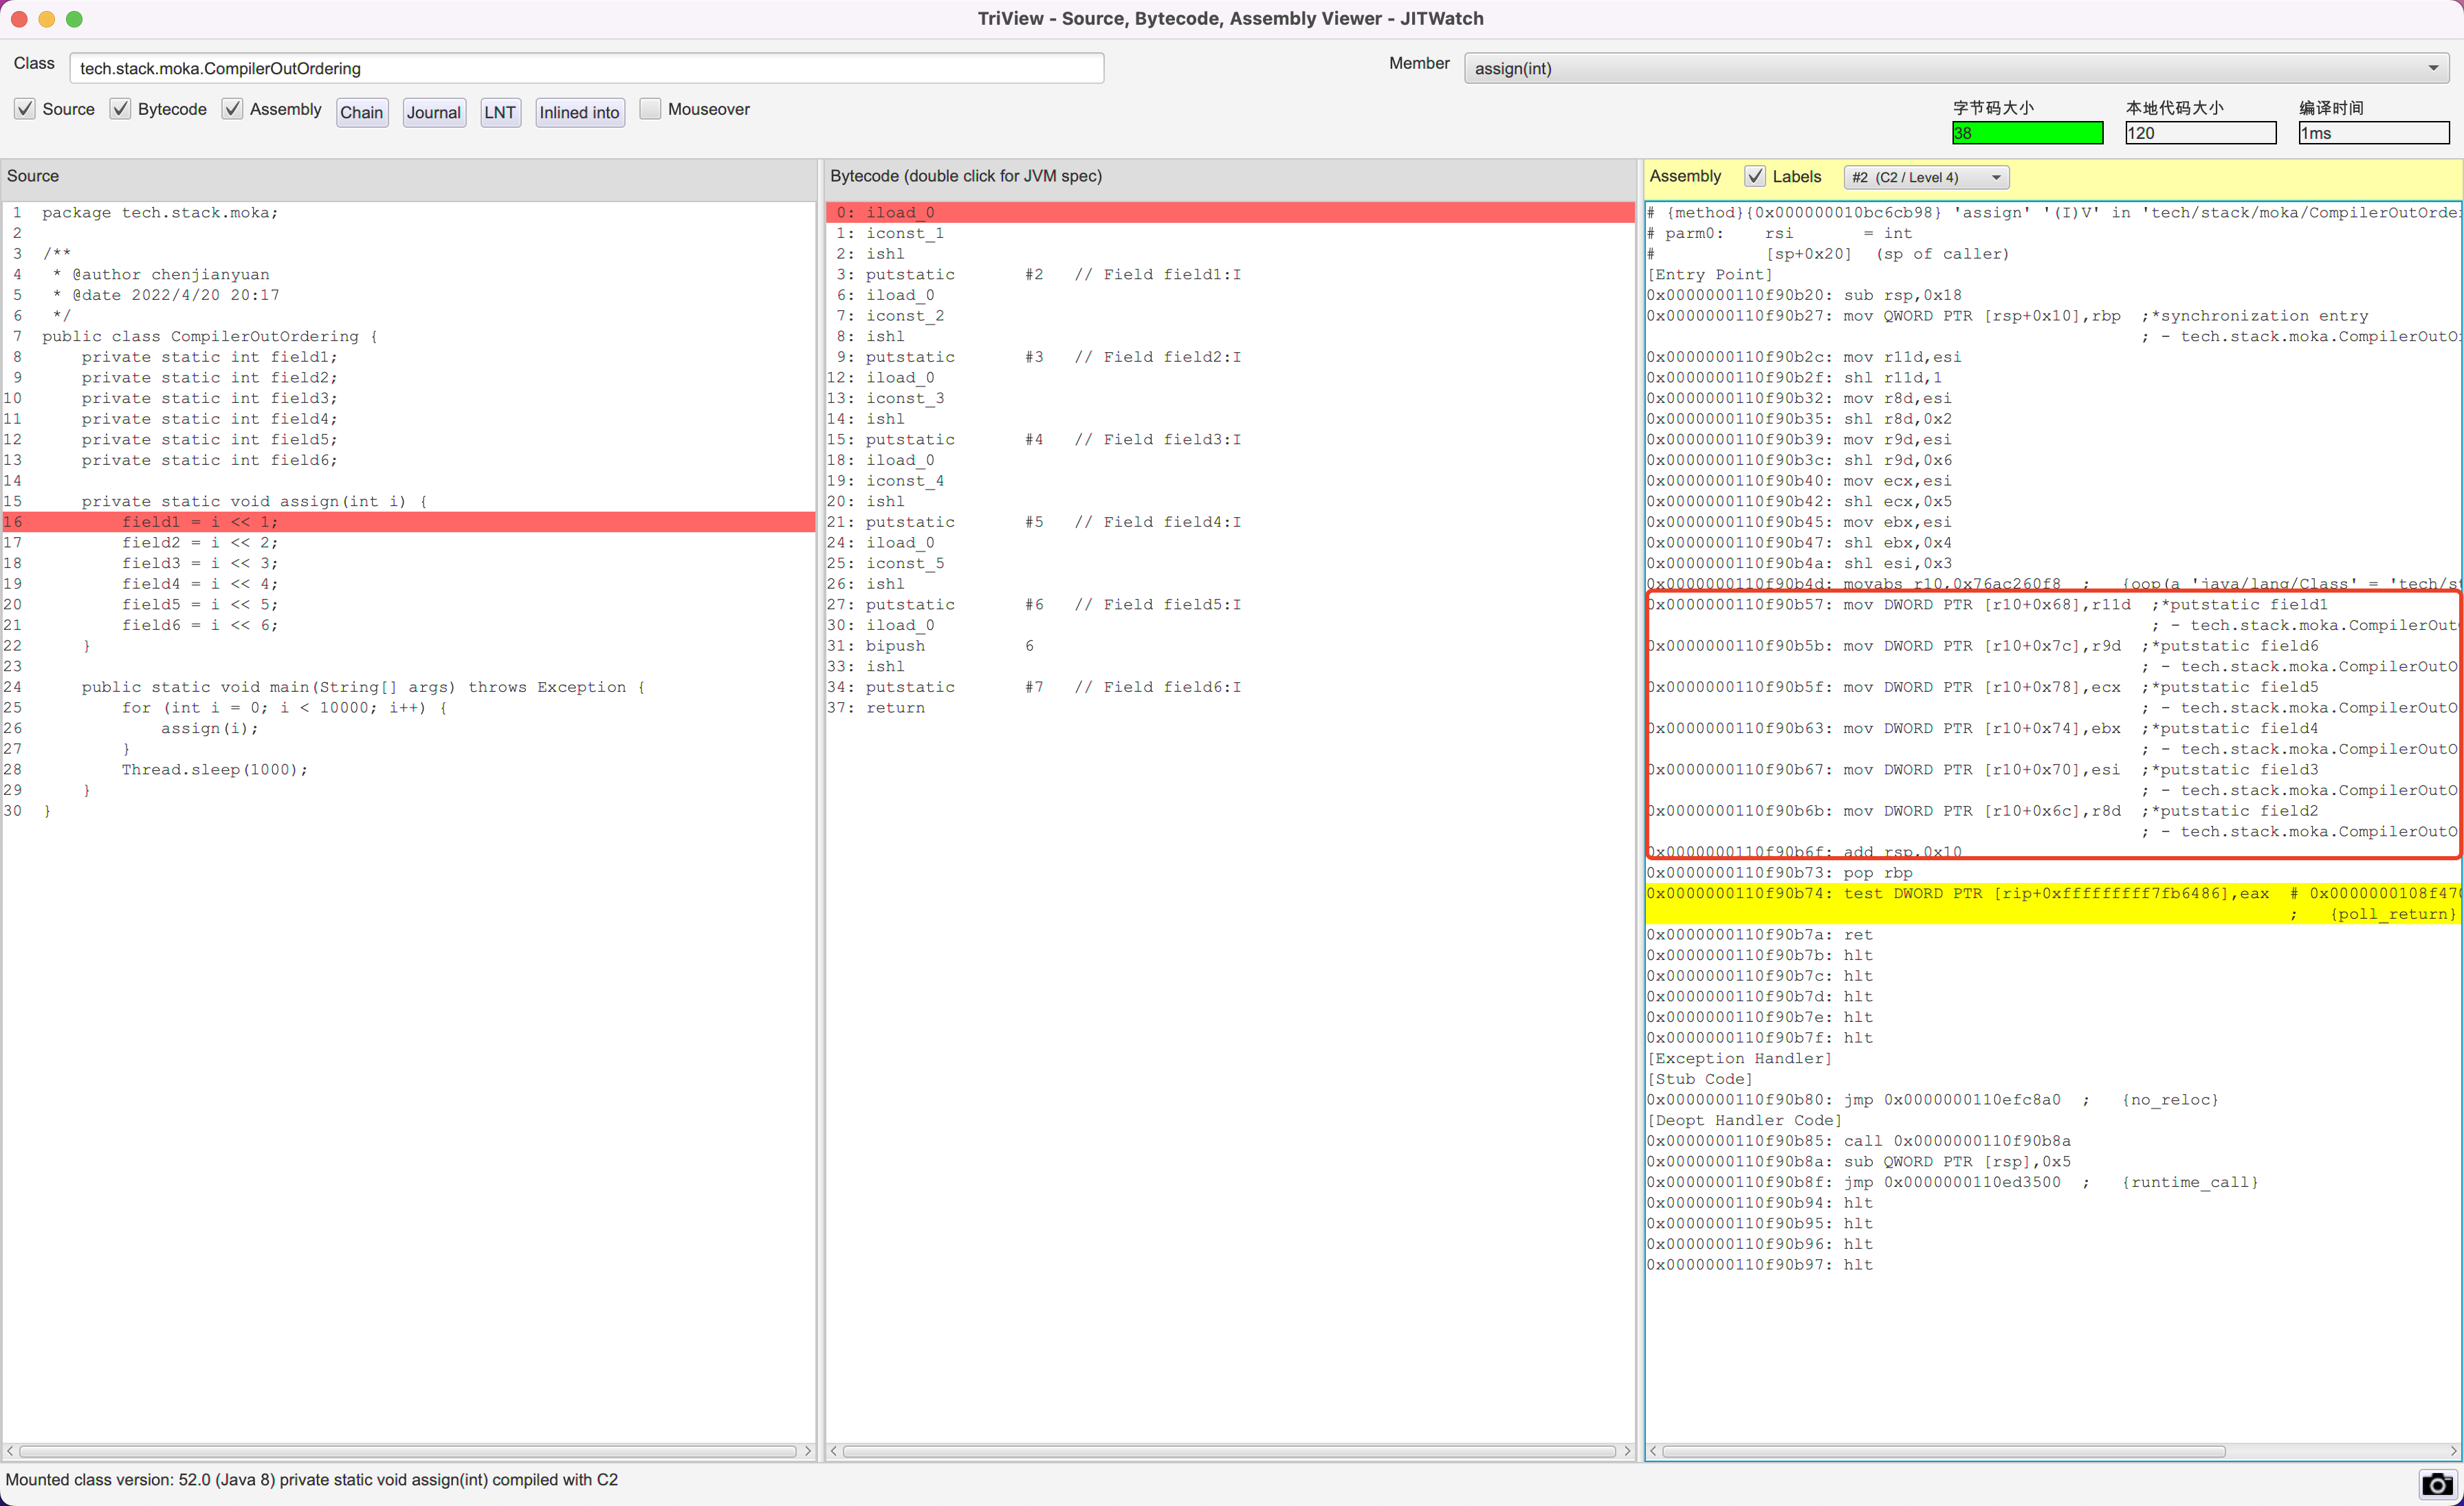 TriView - Source, Bytecode, Assembly Viewer - JITWatch
Class tech.stack.moka.CompilerOutOrdering Member assign(int)
Source Bytecode Assembly Chain Journal LNT Inlined into Mouseover
字节码大小 本地代码大小 编译时间
38 120 1ms
Source
1 package tech.stack.moka;
2
3 /**
4 * @author chenjianyuan
5 * @date 2022/4/20 20:17
6 */
7 public class CompilerOutOrdering {
8 private static int field1;
9 private static int field2;
10 private static int field3;
11 private static int field4;
12 private static int field5;
13 private static int field6;
14
15 private static void assign(int i) {
16 field1 = i << 1;
17 field2 = i << 2;
18 field3 = i << 3;
19 field4 = i << 4;
20 field5 = i << 5;
21 field6 = i << 6;
22 }
23
24 public static void main(String[] args) throws Exception {
25 for (int i = 0; i < 10000; i++) {
26 assign(i);
27 }
28 Thread.sleep(1000);
29 }
30 }
Bytecode (double click for JVM spec)
0: iload_0
1: iconst_1
2: ishl
3: putstatic #2 // Field field1:I
6: iload_0
7: iconst_2
8: ishl
9: putstatic #3 // Field field2:I
12: iload_0
13: iconst_3
14: ishl
15: putstatic #4 // Field field3:I
18: iload_0
19: iconst_4
20: ishl
21: putstatic #5 // Field field4:I
24: iload_0
25: iconst_5
26: ishl
27: putstatic #6 // Field field5:I
30: iload_0
31: bipush 6
33: ishl
34: putstatic #7 // Field field6:I
37: return
Assembly Labels #2 (C2 / Level 4)
# {method}{0x000000010bc6cb98} 'assign' '(I)V' in 'tech/stack/moka/CompilerOutOrde
# parm0: rsi = int
# [sp+0x20] (sp of caller)
[Entry Point]
0x0000000110f90b20: sub rsp,0x18
0x0000000110f90b27: mov QWORD PTR [rsp+0x10],rbp ;*synchronization entry
; - tech.stack.moka.CompilerOutO
0x0000000110f90b2c: mov r11d,esi
0x0000000110f90b2f: shl r11d,1
0x0000000110f90b32: mov r8d,esi
0x0000000110f90b35: shl r8d,0x2
0x0000000110f90b39: mov r9d,esi
0x0000000110f90b3c: shl r9d,0x6
0x0000000110f90b40: mov ecx,esi
0x0000000110f90b42: shl ecx,0x5
0x0000000110f90b45: mov ebx,esi
0x0000000110f90b47: shl ebx,0x4
0x0000000110f90b4a: shl esi,0x3
0x0000000110f90b4d: movabs r10,0x76ac260f8 ; {oop(a 'java/lang/Class' = 'tech/st
0x0000000110f90b57: mov DWORD PTR [r10+0x68],r11d ;*putstatic field1
; - tech.stack.moka.CompilerOut
0x0000000110f90b5b: mov DWORD PTR [r10+0x7c],r9d ;*putstatic field6
; - tech.stack.moka.CompilerOutO
0x0000000110f90b5f: mov DWORD PTR [r10+0x78],ecx ;*putstatic field5
; - tech.stack.moka.CompilerOutO
0x0000000110f90b63: mov DWORD PTR [r10+0x74],ebx ;*putstatic field4
; - tech.stack.moka.CompilerOutO
0x0000000110f90b67: mov DWORD PTR [r10+0x70],esi ;*putstatic field3
; - tech.stack.moka.CompilerOutO
0x0000000110f90b6b: mov DWORD PTR [r10+0x6c],r8d ;*putstatic field2
; - tech.stack.moka.CompilerOutO
0x0000000110f90b6f: add rsp,0x10
0x0000000110f90b73: pop rbp
0x0000000110f90b74: test DWORD PTR [rip+0xfffffffff7fb6486],eax # 0x0000000108f470
; {poll_return}
0x0000000110f90b7a: ret
0x0000000110f90b7b: hlt
0x0000000110f90b7c: hlt
0x0000000110f90b7d: hlt
0x0000000110f90b7e: hlt
0x0000000110f90b7f: hlt
[Exception Handler]
[Stub Code]
0x0000000110f90b80: jmp 0x0000000110efc8a0 ; {no_reloc}
[Deopt Handler Code]
0x0000000110f90b85: call 0x0000000110f90b8a
0x0000000110f90b8a: sub QWORD PTR [rsp],0x5
0x0000000110f90b8f: jmp 0x0000000110ed3500 ; {runtime_call}
0x0000000110f90b94: hlt
0x0000000110f90b95: hlt
0x0000000110f90b96: hlt
0x0000000110f90b97: hlt
Mounted class version: 52.0 (Java 8) private static void assign(int) compiled with C2